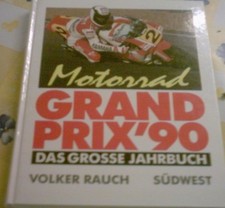 Motorrad
GRAND
PRIX'90
DAS GROSSE JAHRBUCH
VOLKER RAUCH SÜDWEST